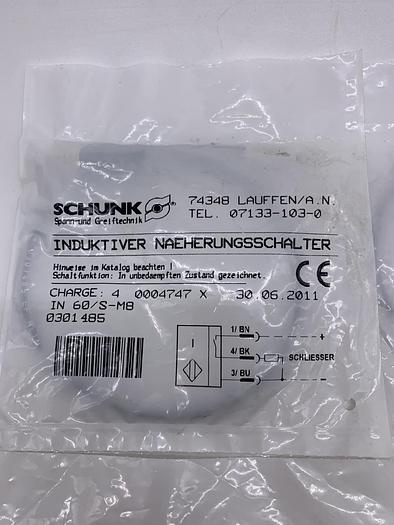 SCHUNK ®
Spann-und Greiftechnik
74348 LAUFFEN/A.N.
TEL. 07133-103-0
INDUKTIVER NAEHERUNGSSCHALTER
Hinweise im Katalog beachten !
Schaltfunktion: In unbedaempften Zustand gezeichnet.
CE
CHARGE: 4 0004747 X 30.06.2011
IN 60/S-M8
0301485
1/ BN +
4/ BK SCHLIESSER
3/ BU –
I